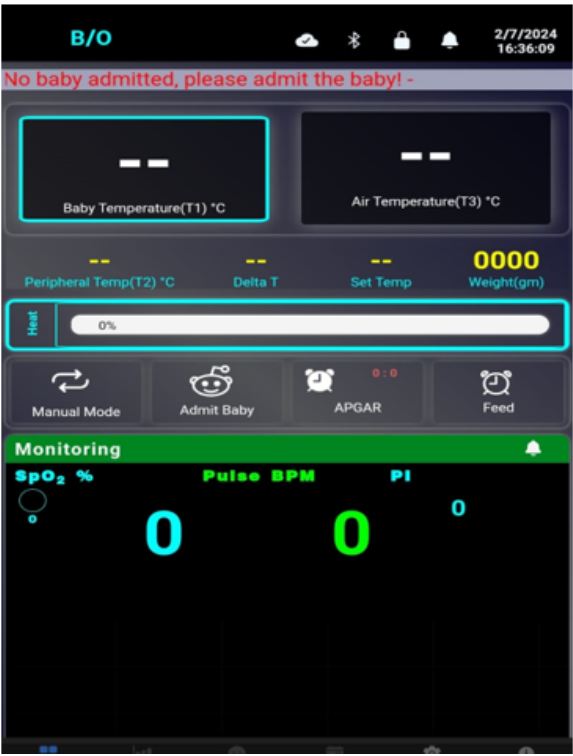 B/O
2/7/2024
16:36:09
No baby admitted, please admit the baby! -
-- --
Baby Temperature(T1) °C Air Temperature(T3) °C
-- -- -- 0000
Peripheral Temp(T2) °C Delta T Set Temp Weight(gm)
Heat 0%
0:0
Manual Mode Admit Baby APGAR Feed
Monitoring
SpO₂ % Pulse BPM PI
0 0 0 0